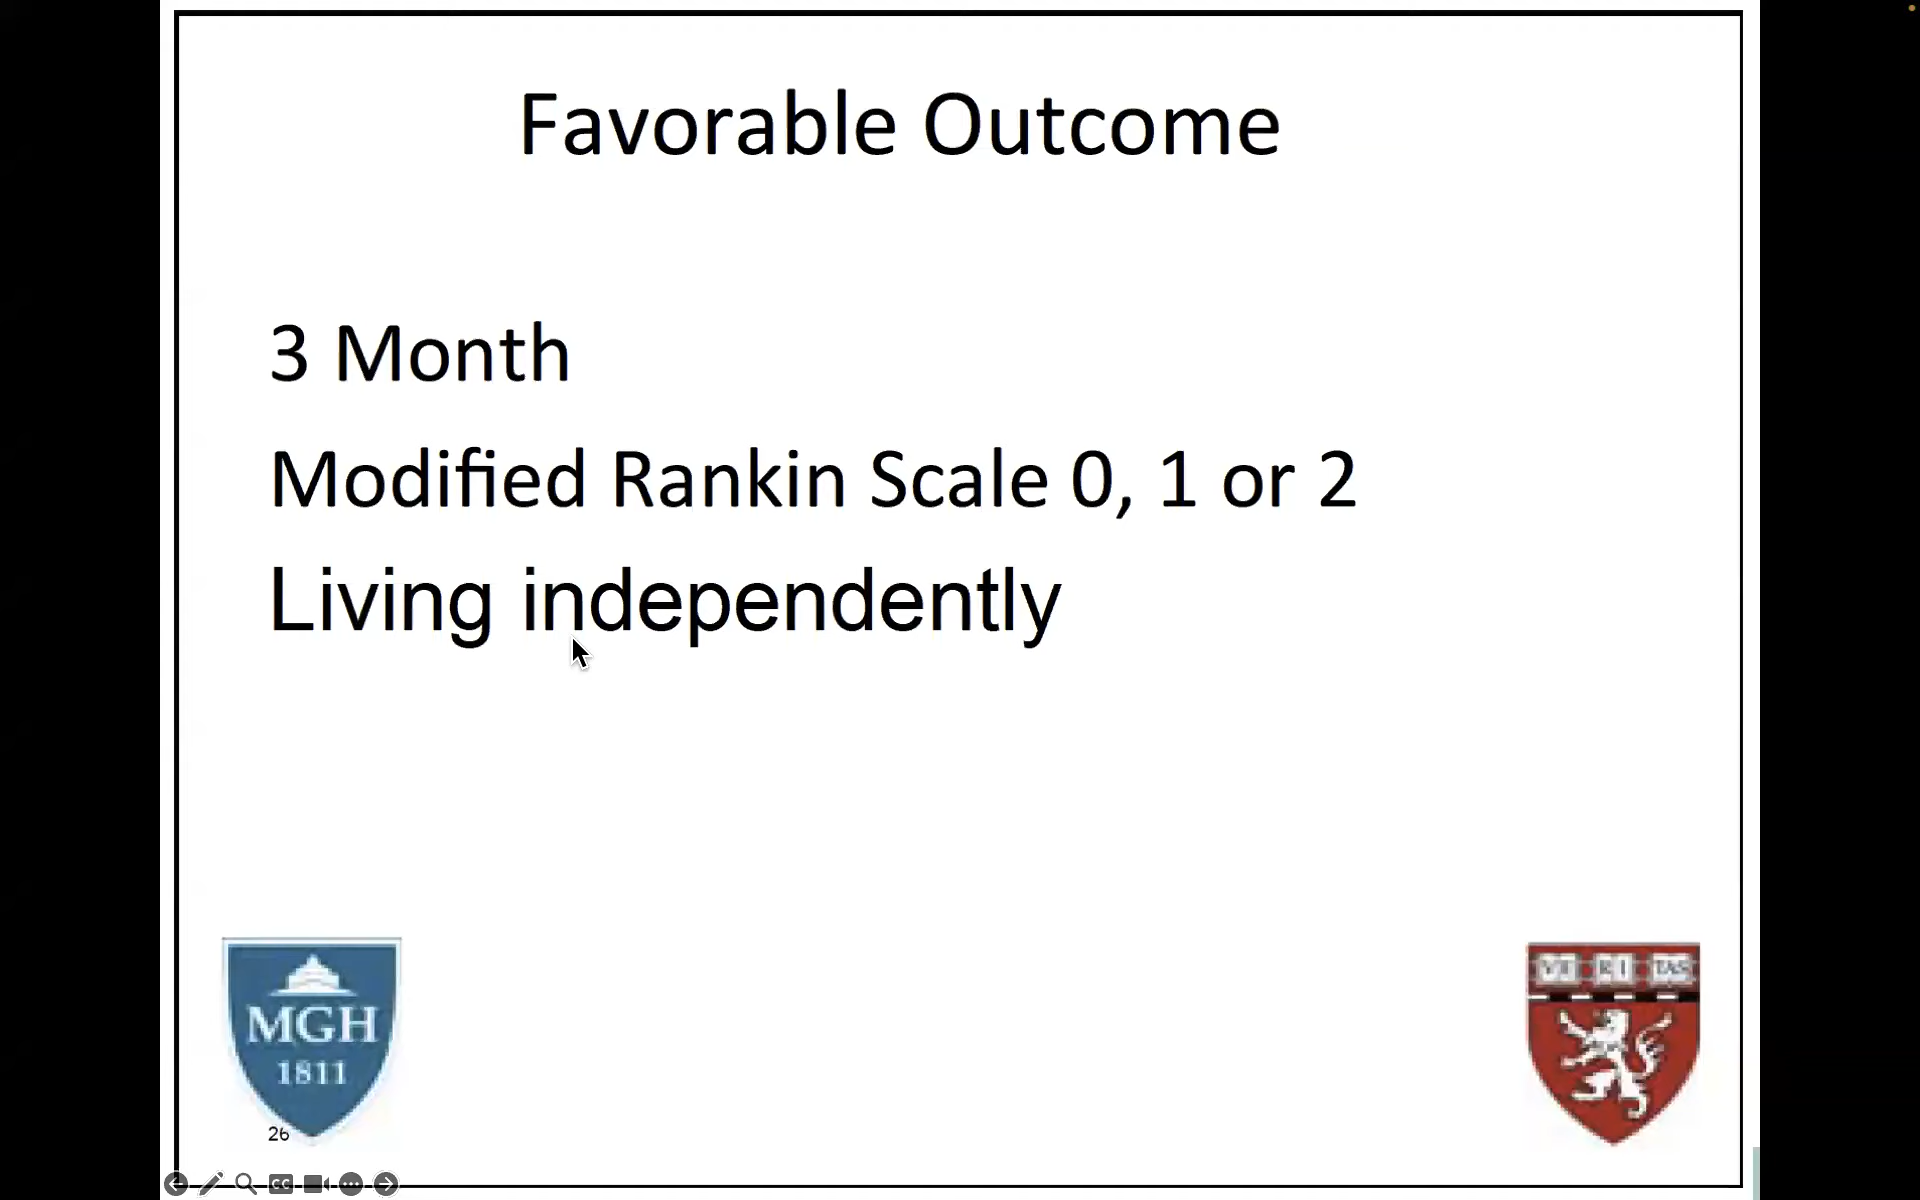 Favorable Outcome
3 Month
Modified Rankin Scale 0, 1 or 2
Living independently
MGH
1811
VE RI TAS
26
CC